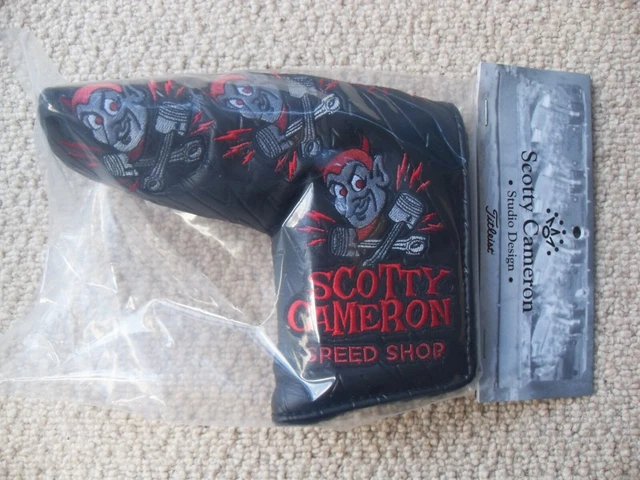 SCOTTY
CAMERON
SPEED SHOP
Scotty Cameron
• Studio Design •
Titleist